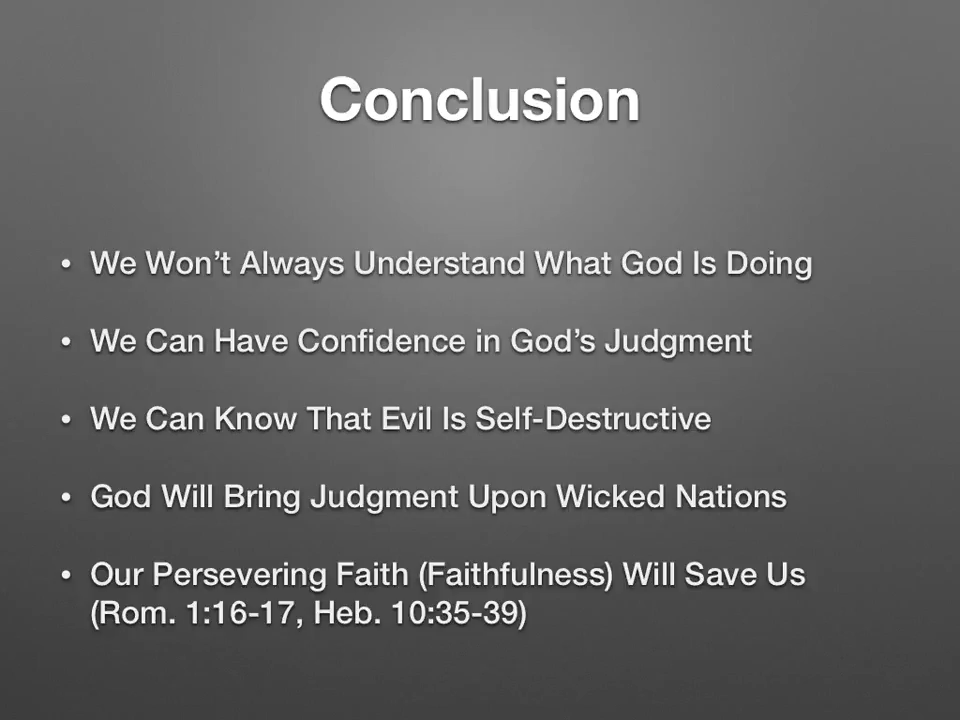 Conclusion
• We Won’t Always Understand What God Is Doing
• We Can Have Confidence in God’s Judgment
• We Can Know That Evil Is Self-Destructive
• God Will Bring Judgment Upon Wicked Nations
• Our Persevering Faith (Faithfulness) Will Save Us
(Rom. 1:16-17, Heb. 10:35-39)